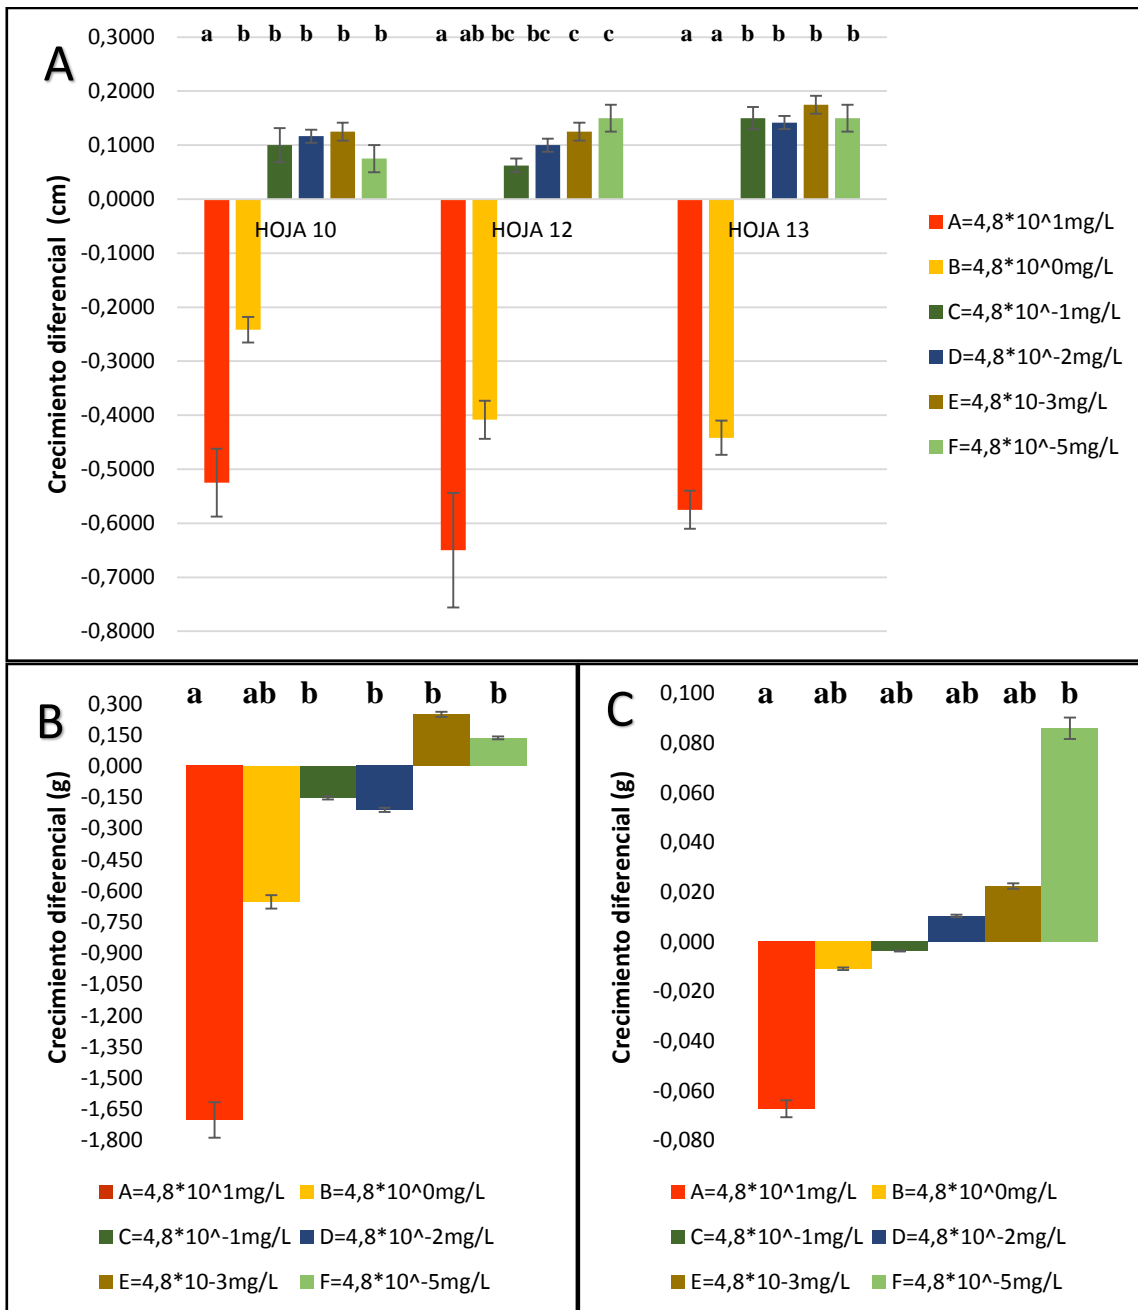 A
a b b b b b a ab bc bc c c a a b b b b
0,3000
0,2000
0,1000
0,0000
-0,1000
-0,2000
-0,3000
-0,4000
-0,5000
-0,6000
-0,7000
-0,8000
Crecimiento diferencial (cm)
HOJA 10 HOJA 12 HOJA 13
A=4,8*10^1mg/L
B=4,8*10^0mg/L
C=4,8*10^-1mg/L
D=4,8*10^-2mg/L
E=4,8*10-3mg/L
F=4,8*10^-5mg/L
B
a ab b b b b
0,300
0,150
0,000
-0,150
-0,300
-0,450
-0,600
-0,750
-0,900
-1,050
-1,200
-1,350
-1,500
-1,650
-1,800
Crecimiento diferencial (g)
A=4,8*10^1mg/L B=4,8*10^0mg/L
C=4,8*10^-1mg/L D=4,8*10^-2mg/L
E=4,8*10-3mg/L F=4,8*10^-5mg/L
C
a ab ab ab ab b
0,100
0,080
0,060
0,040
0,020
0,000
-0,020
-0,040
-0,060
-0,080
Crecimiento diferencial (g)
A=4,8*10^1mg/L B=4,8*10^0mg/L
C=4,8*10^-1mg/L D=4,8*10^-2mg/L
E=4,8*10-3mg/L F=4,8*10^-5mg/L